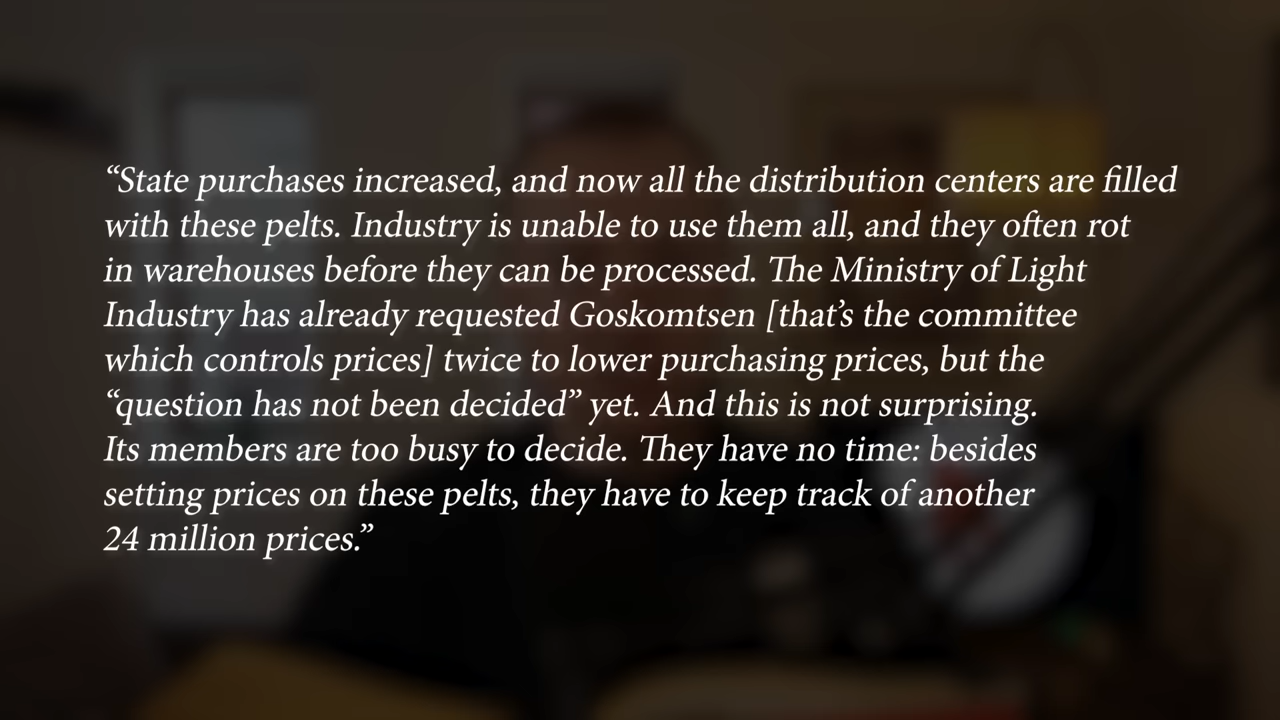 “State purchases increased, and now all the distribution centers are filled
with these pelts. Industry is unable to use them all, and they often rot
in warehouses before they can be processed. The Ministry of Light
Industry has already requested Goskomtsen [that’s the committee
which controls prices] twice to lower purchasing prices, but the
“question has not been decided” yet. And this is not surprising.
Its members are too busy to decide. They have no time: besides
setting prices on these pelts, they have to keep track of another
24 million prices.”